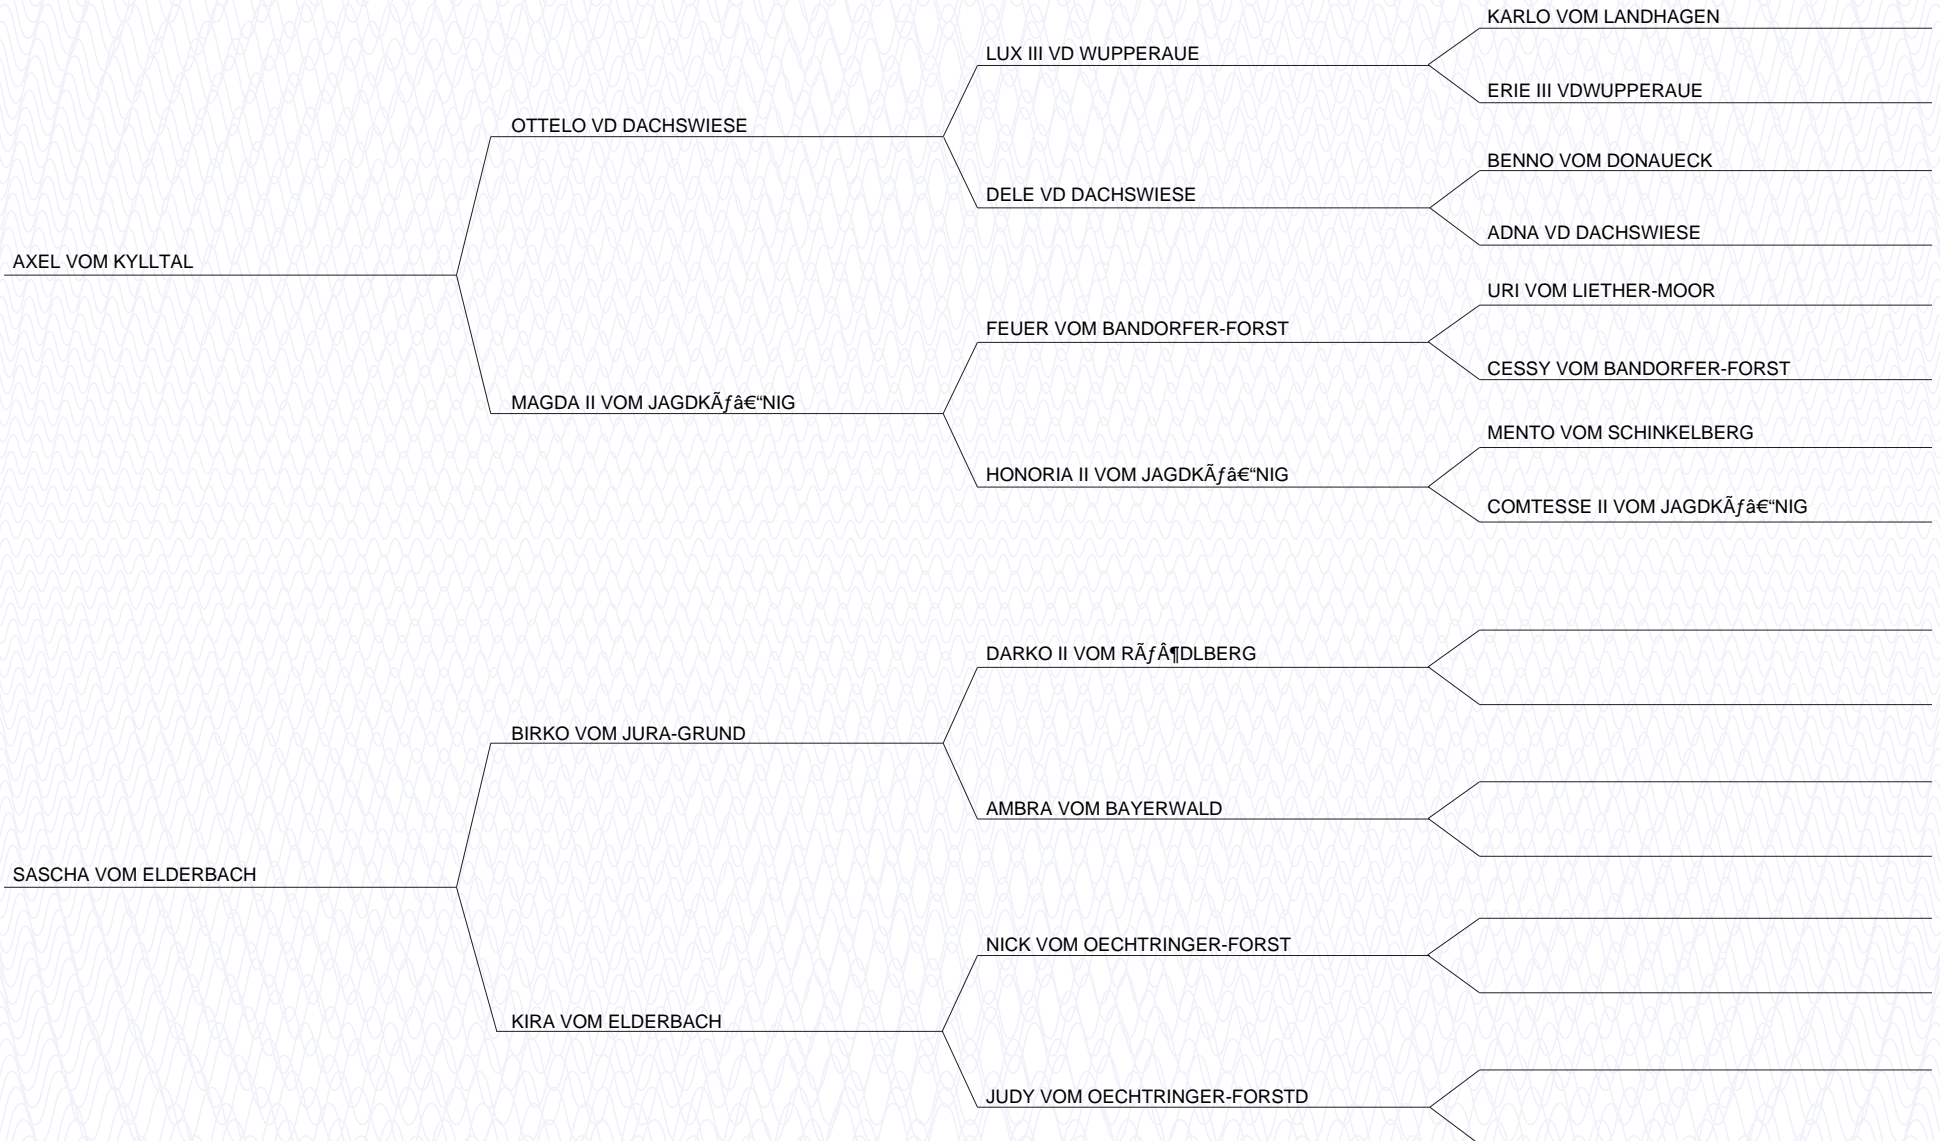 KARLO VOM LANDHAGEN
LUX III VD WUPPERAUE
ERIE III VDWUPPERAUE
OTTELO VD DACHSWIESE
BENNO VOM DONAUECK
DELE VD DACHSWIESE
ADNA VD DACHSWIESE
AXEL VOM KYLLTAL
URI VOM LIETHER-MOOR
FEUER VOM BANDORFER-FORST
CESSY VOM BANDORFER-FORST
MAGDA II VOM JAGDKÃƒâ€“NIG
MENTO VOM SCHINKELBERG
HONORIA II VOM JAGDKÃƒâ€“NIG
COMTESSE II VOM JAGDKÃƒâ€“NIG
DARKO II VOM RÃƒÂ¶DLBERG
BIRKO VOM JURA-GRUND
AMBRA VOM BAYERWALD
SASCHA VOM ELDERBACH
NICK VOM OECHTRINGER-FORST
KIRA VOM ELDERBACH
JUDY VOM OECHTRINGER-FORSTD